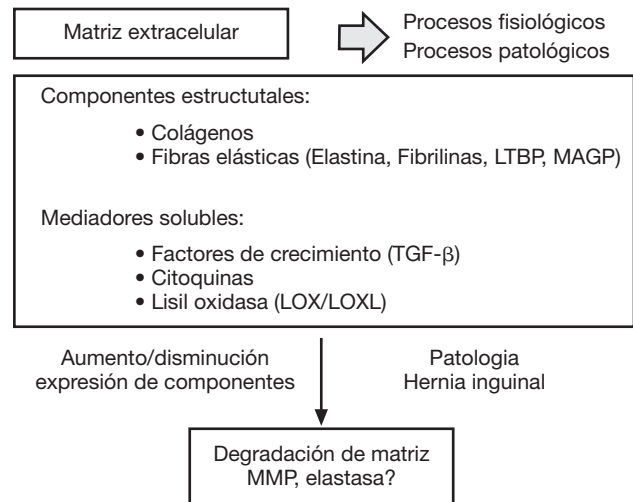 Matriz extracelular
Procesos fisiológicos
Procesos patológicos
Componentes estructutales:
• Colágenos
• Fibras elásticas (Elastina, Fibrilinas, LTBP, MAGP)
Mediadores solubles:
• Factores de crecimiento (TGF-β)
• Citoquinas
• Lisil oxidasa (LOX/LOXL)
Aumento/disminución
expresión de componentes
Patologia
Hernia inguinal
Degradación de matriz
MMP, elastasa?